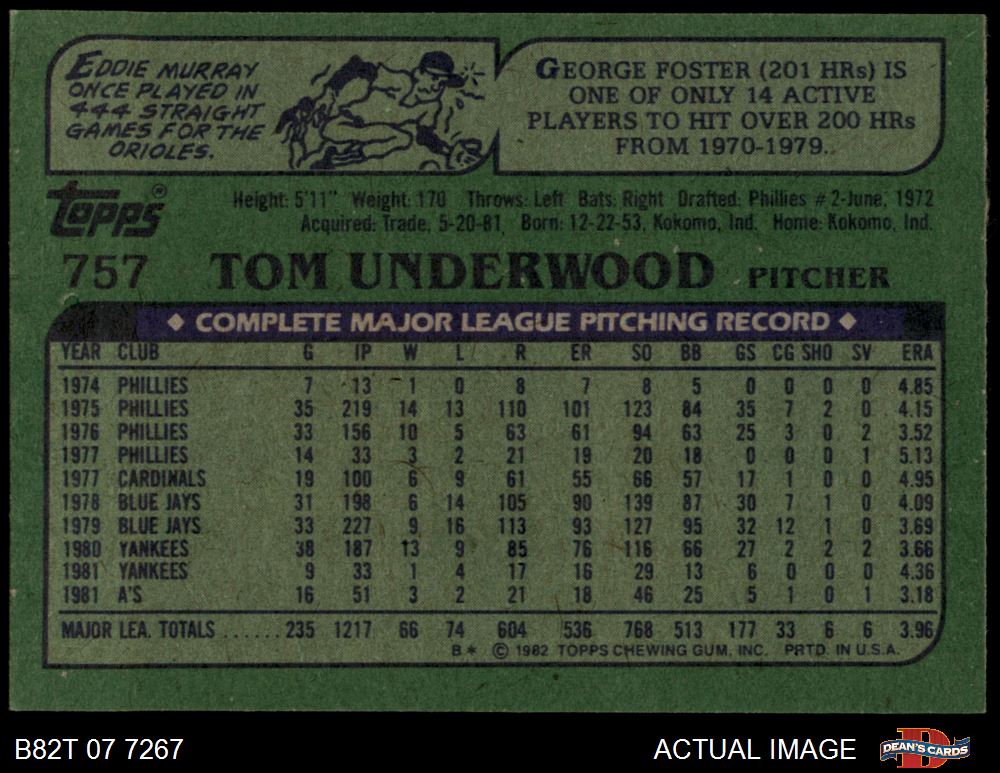 EDDIE MURRAY
ONCE PLAYED IN
444 STRAIGHT
GAMES FOR THE
ORIOLES.
GEORGE FOSTER (201 HRs) IS
ONE OF ONLY 14 ACTIVE
PLAYERS TO HIT OVER 200 HRs
FROM 1970-1979.
topps®
Height: 5'11" Weight: 170 Throws: Left Bats: Right Drafted: Phillies #2-June, 1972
Acquired: Trade, 5-20-81, Born: 12-22-53, Kokomo, Ind. Home: Kokomo, Ind.
757 TOM UNDERWOOD PITCHER
◆ COMPLETE MAJOR LEAGUE PITCHING RECORD ◆
YEAR CLUB G IP W L R ER SO BB GS CG SHO SV ERA
1974 PHILLIES 7 13 1 0 8 7 8 5 0 0 0 0 4.85
1975 PHILLIES 35 219 14 13 110 101 123 84 35 7 2 0 4.15
1976 PHILLIES 33 156 10 5 63 61 94 63 25 3 0 2 3.52
1977 PHILLIES 14 33 3 2 21 19 20 18 0 0 0 1 5.13
1977 CARDINALS 19 100 6 9 61 55 66 57 17 1 0 0 4.95
1978 BLUE JAYS 31 198 6 14 105 90 139 87 30 7 1 0 4.09
1979 BLUE JAYS 33 227 9 16 113 93 127 95 32 12 1 0 3.69
1980 YANKEES 38 187 13 9 85 76 116 66 27 2 2 2 3.66
1981 YANKEES 9 33 1 4 17 16 29 13 6 0 0 0 4.36
1981 A'S 16 51 3 2 21 18 46 25 5 1 0 1 3.18
MAJOR LEA. TOTALS ......235 1217 66 74 604 536 768 513 177 33 6 6 3.96
B* © 1982 TOPPS CHEWING GUM, INC. PRTD. IN U.S.A.
B82T 07 7267 ACTUAL IMAGE DEAN'S CARDS